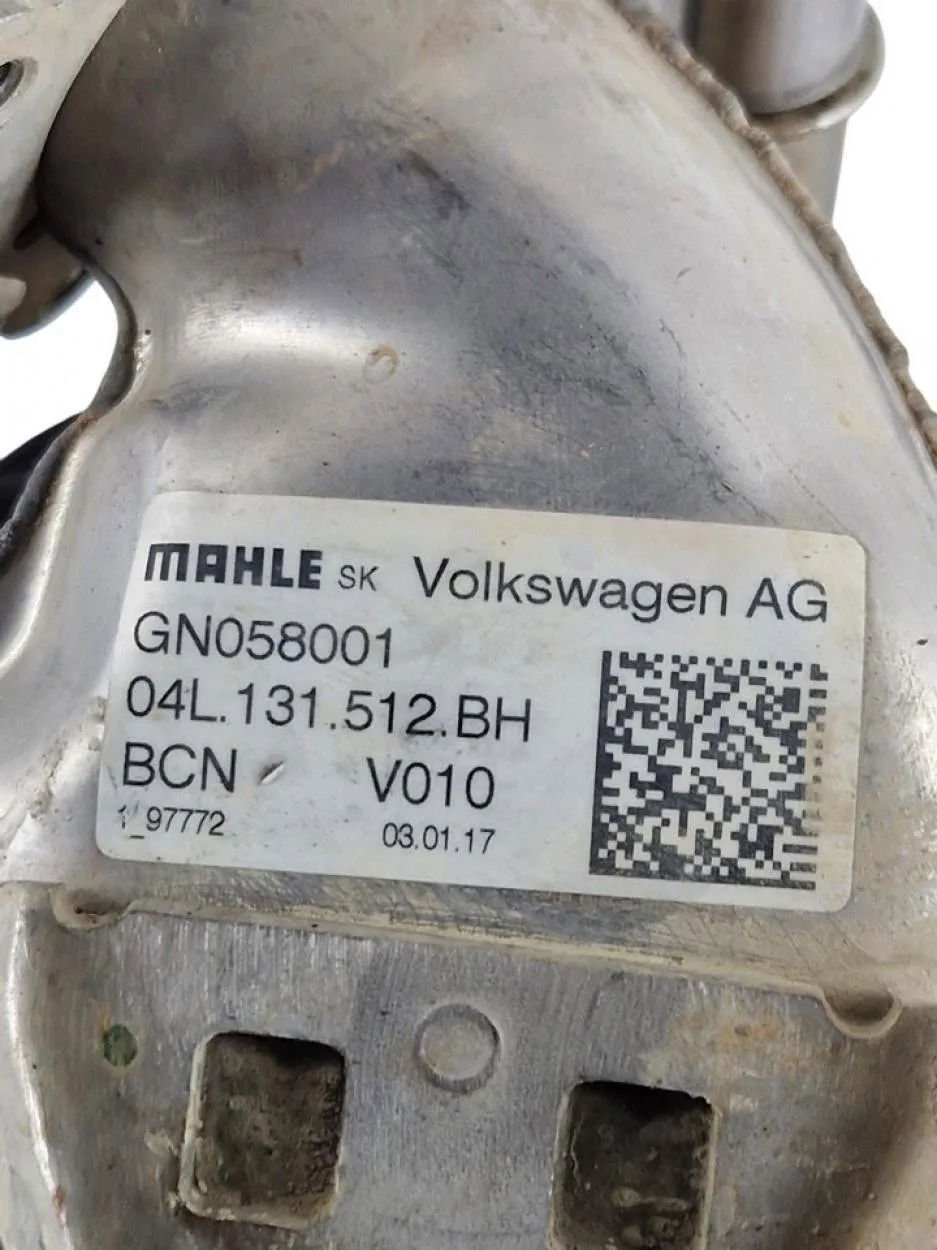 MAHLE SK Volkswagen AG
GN058001
04L.131.512.BH
BCN V010
1_97772 03.01.17